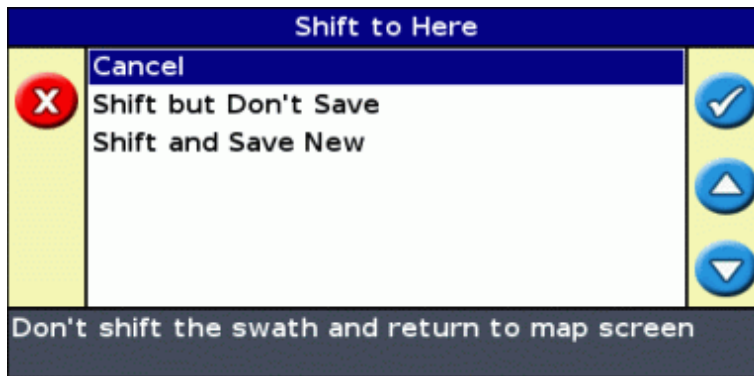 Shift to Here
Cancel
Shift but Don't Save
Shift and Save New
Don't shift the swath and return to map screen